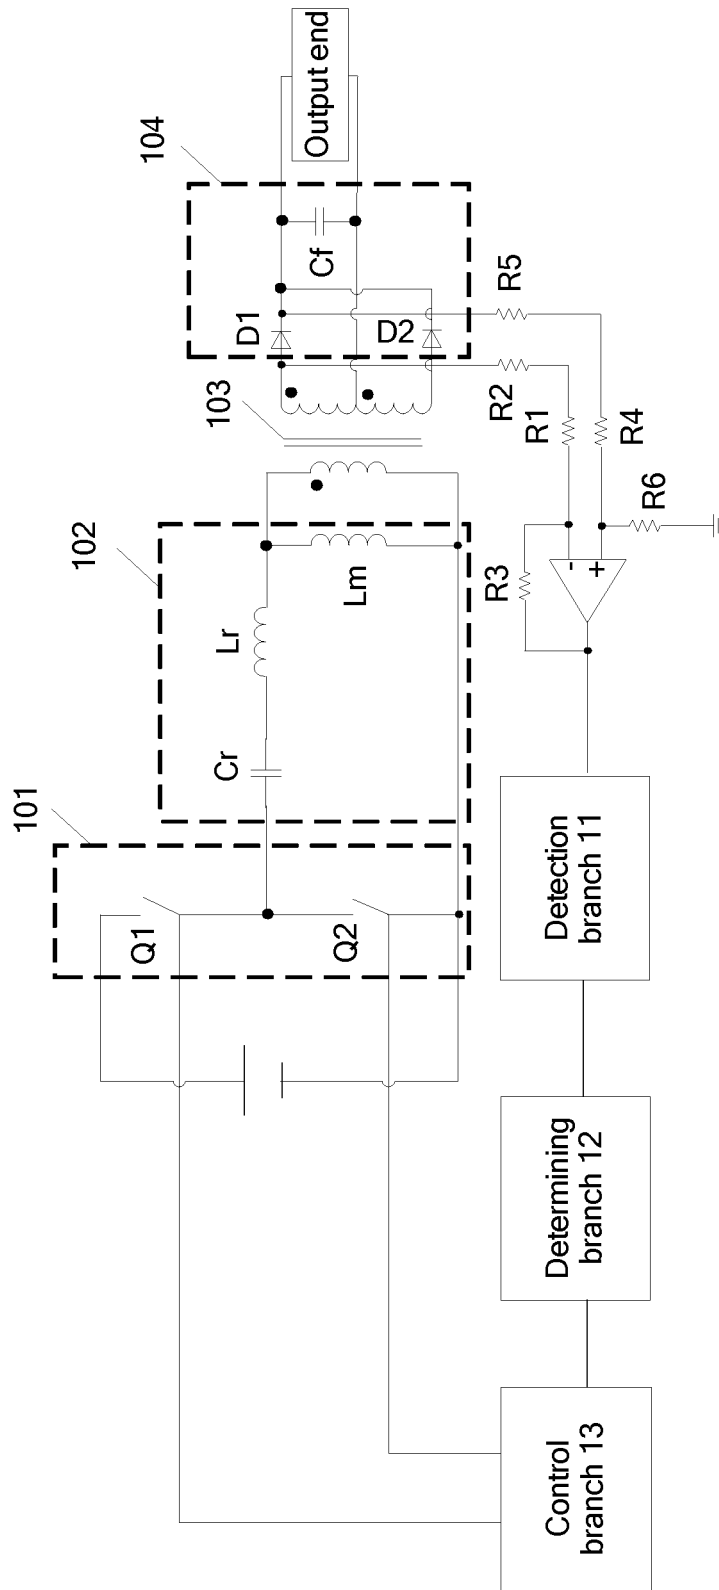 101
102
103
104
Q1
Q2
Cr
Lr
Lm
D1
D2
Cf
Output end
R5
R2
R1
R4
R6
R3
-
+
Detection
branch 11
Determining
branch 12
Control
branch 13